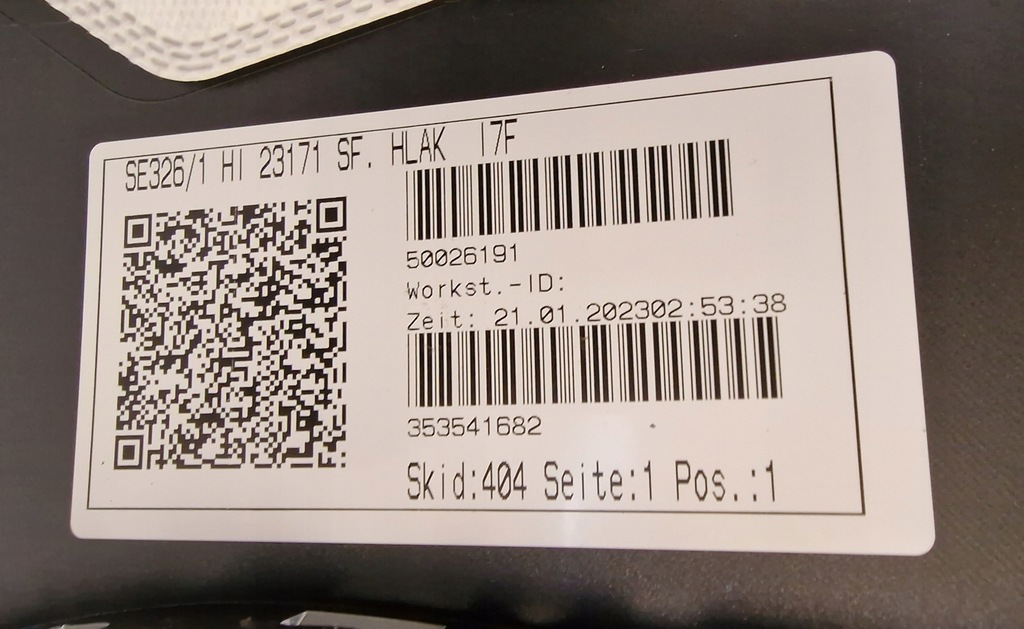 SE326/1 HI 23171 SF. HLAK I7F
50026191
Workst.-ID:
Zeit: 21.01.202302:53:38
353541682
Skid:404 Seite:1 Pos.:1